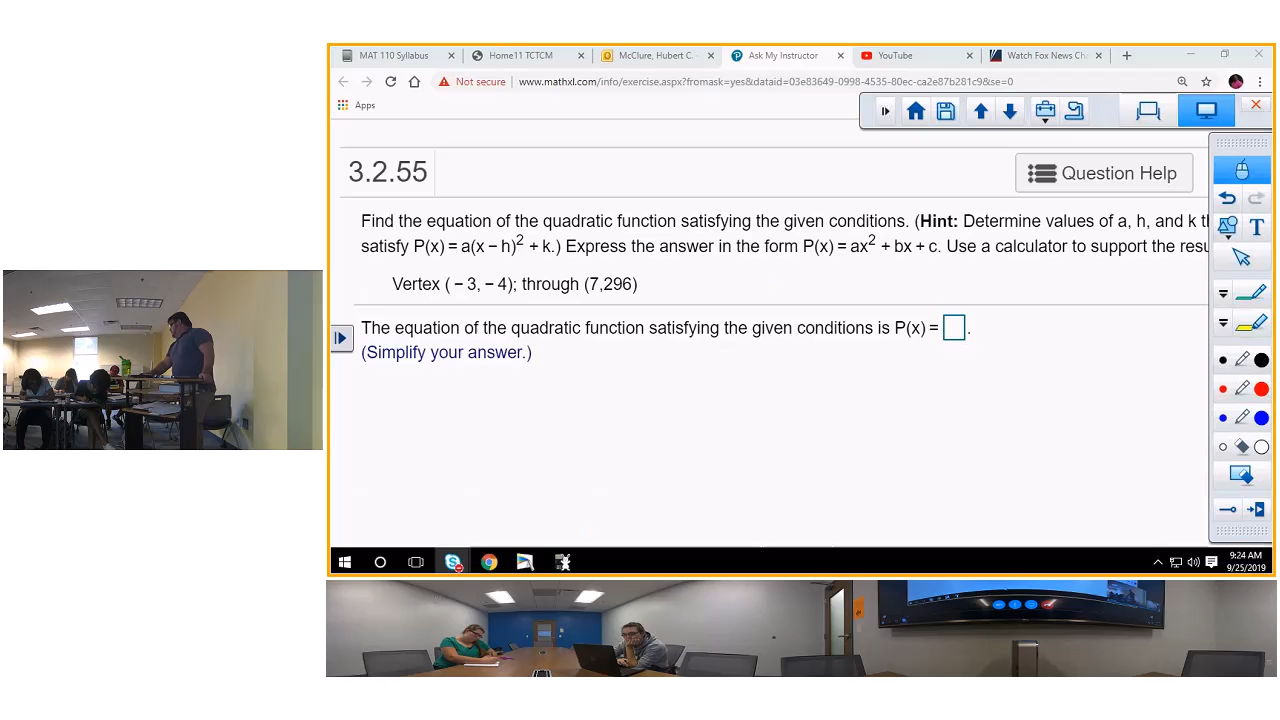 MAT 110 Syllabus
Home11 TCTCM
McClure, Hubert C.
Ask My Instructor
YouTube
Watch Fox News Ch
Not secure
www.mathxl.com/info/exercise.aspx?fromask=yes&dataid=03e83649-0998-4535-80ec-ca2e87b281c9&se=0
Apps
3.2.55
Question Help
Find the equation of the quadratic function satisfying the given conditions. (Hint: Determine values of a, h, and k th
satisfy P(x) = a(x − h)² + k.) Express the answer in the form P(x) = ax² + bx + c. Use a calculator to support the resu
Vertex ( − 3, − 4); through (7,296)
The equation of the quadratic function satisfying the given conditions is P(x) = .
(Simplify your answer.)
T
9:24 AM
9/25/2019